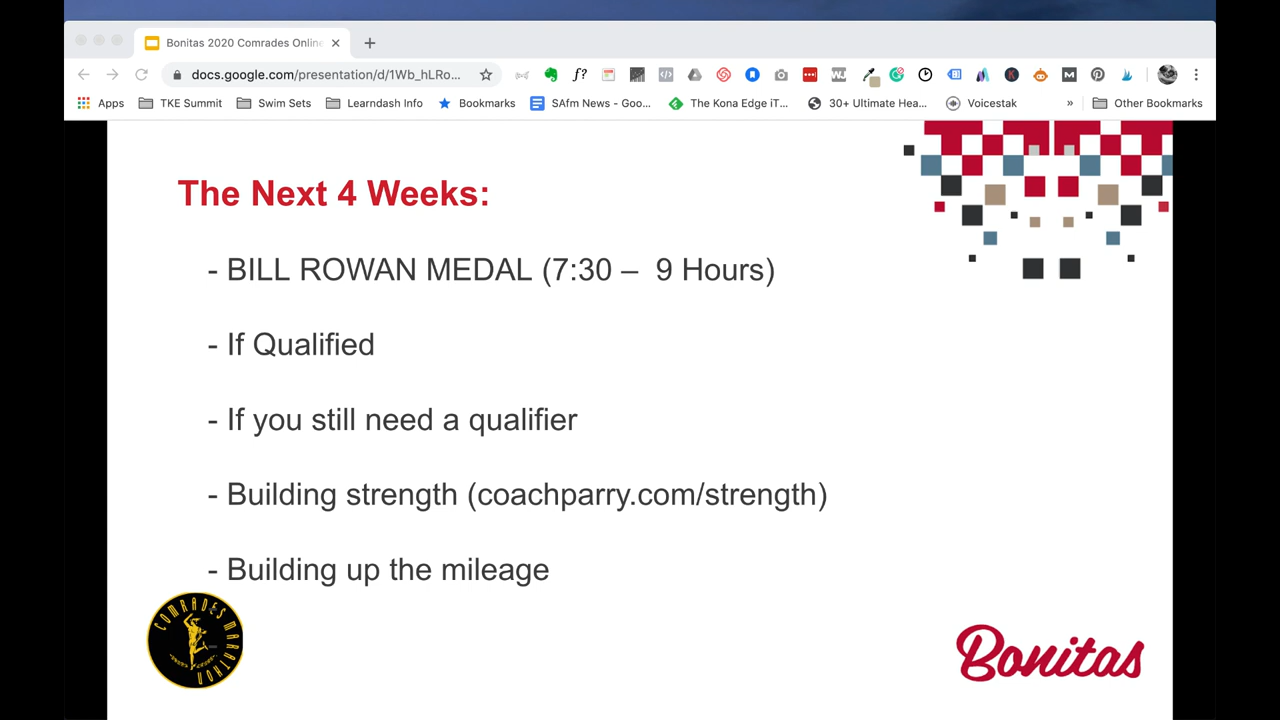 Bonitas 2020 Comrades Online
docs.google.com/presentation/d/1Wb_hLRo...
Apps
TKE Summit
Swim Sets
Learndash Info
Bookmarks
SAfm News - Goo...
The Kona Edge iT...
30+ Ultimate Hea...
Voicestak
»
Other Bookmarks
The Next 4 Weeks:
- BILL ROWAN MEDAL (7:30 – 9 Hours)
- If Qualified
- If you still need a qualifier
- Building strength (coachparry.com/strength)
- Building up the mileage
COMRADES MARATHON
Bonitas